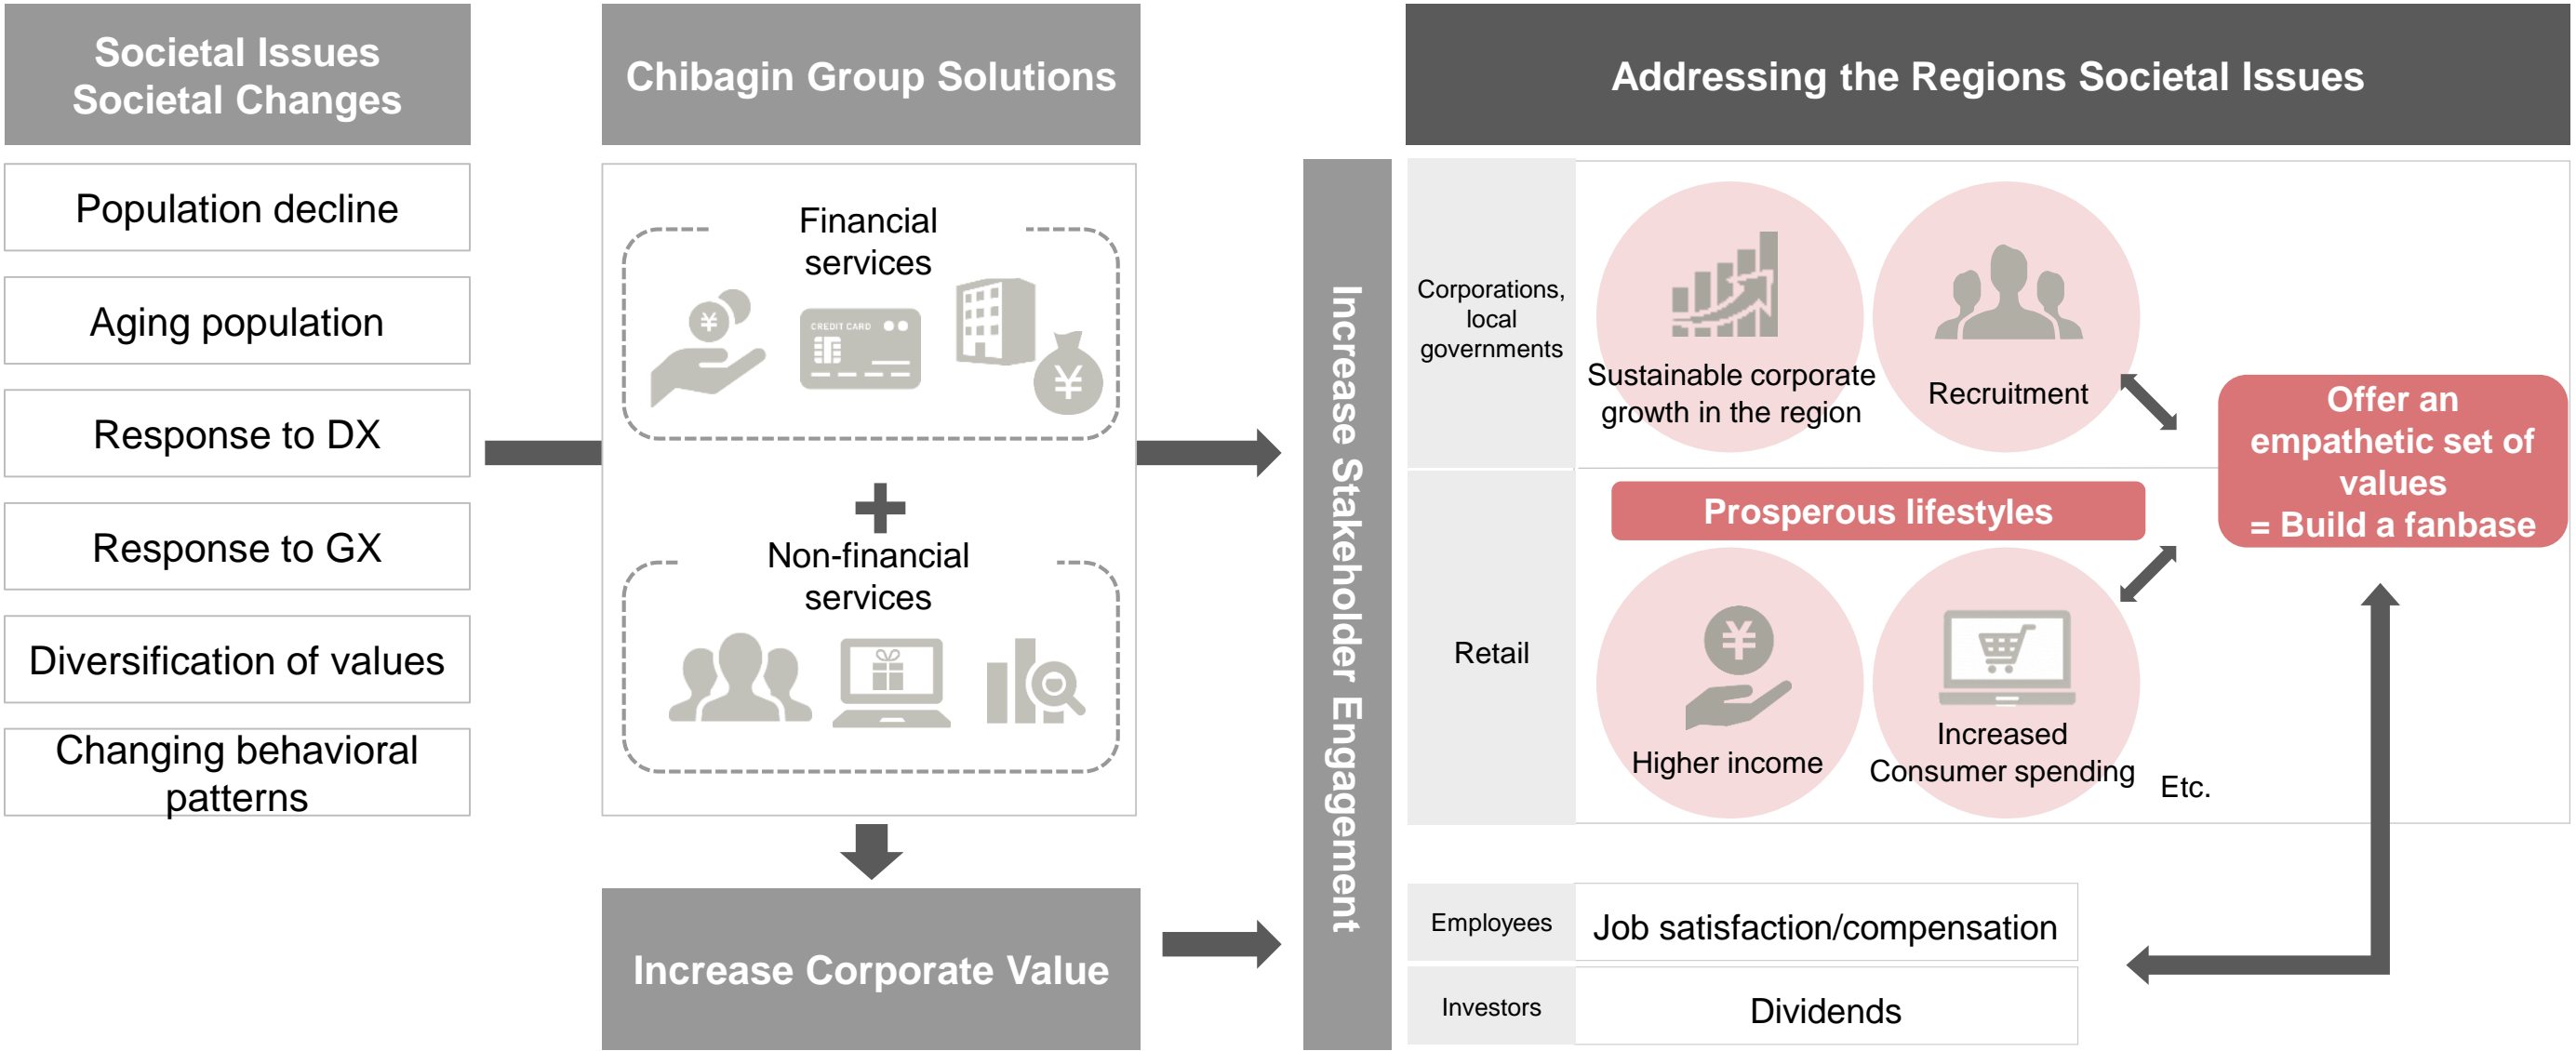 Societal Issues
Societal Changes
Population decline
Aging population
Response to DX
Response to GX
Diversification of values
Changing behavioral
patterns
Chibagin Group Solutions
Financial
services
¥
CREDIT CARD
¥
Non-financial
services
Increase Corporate Value
Increase Stakeholder Engagement
Addressing the Regions Societal Issues
Corporations,
local
governments
Sustainable corporate
growth in the region
Recruitment
Retail
Prosperous lifestyles
¥
Higher income
Increased
Consumer spending
Etc.
Offer an
empathetic set of
values
= Build a fanbase
Employees
Job satisfaction/compensation
Investors
Dividends